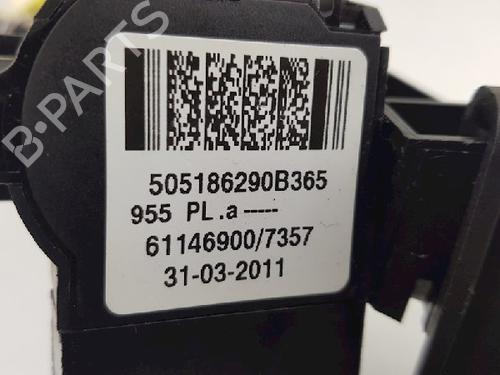 B-PARTS
505186290B365
955 PL.a -----
61146900/7357
31-03-2011